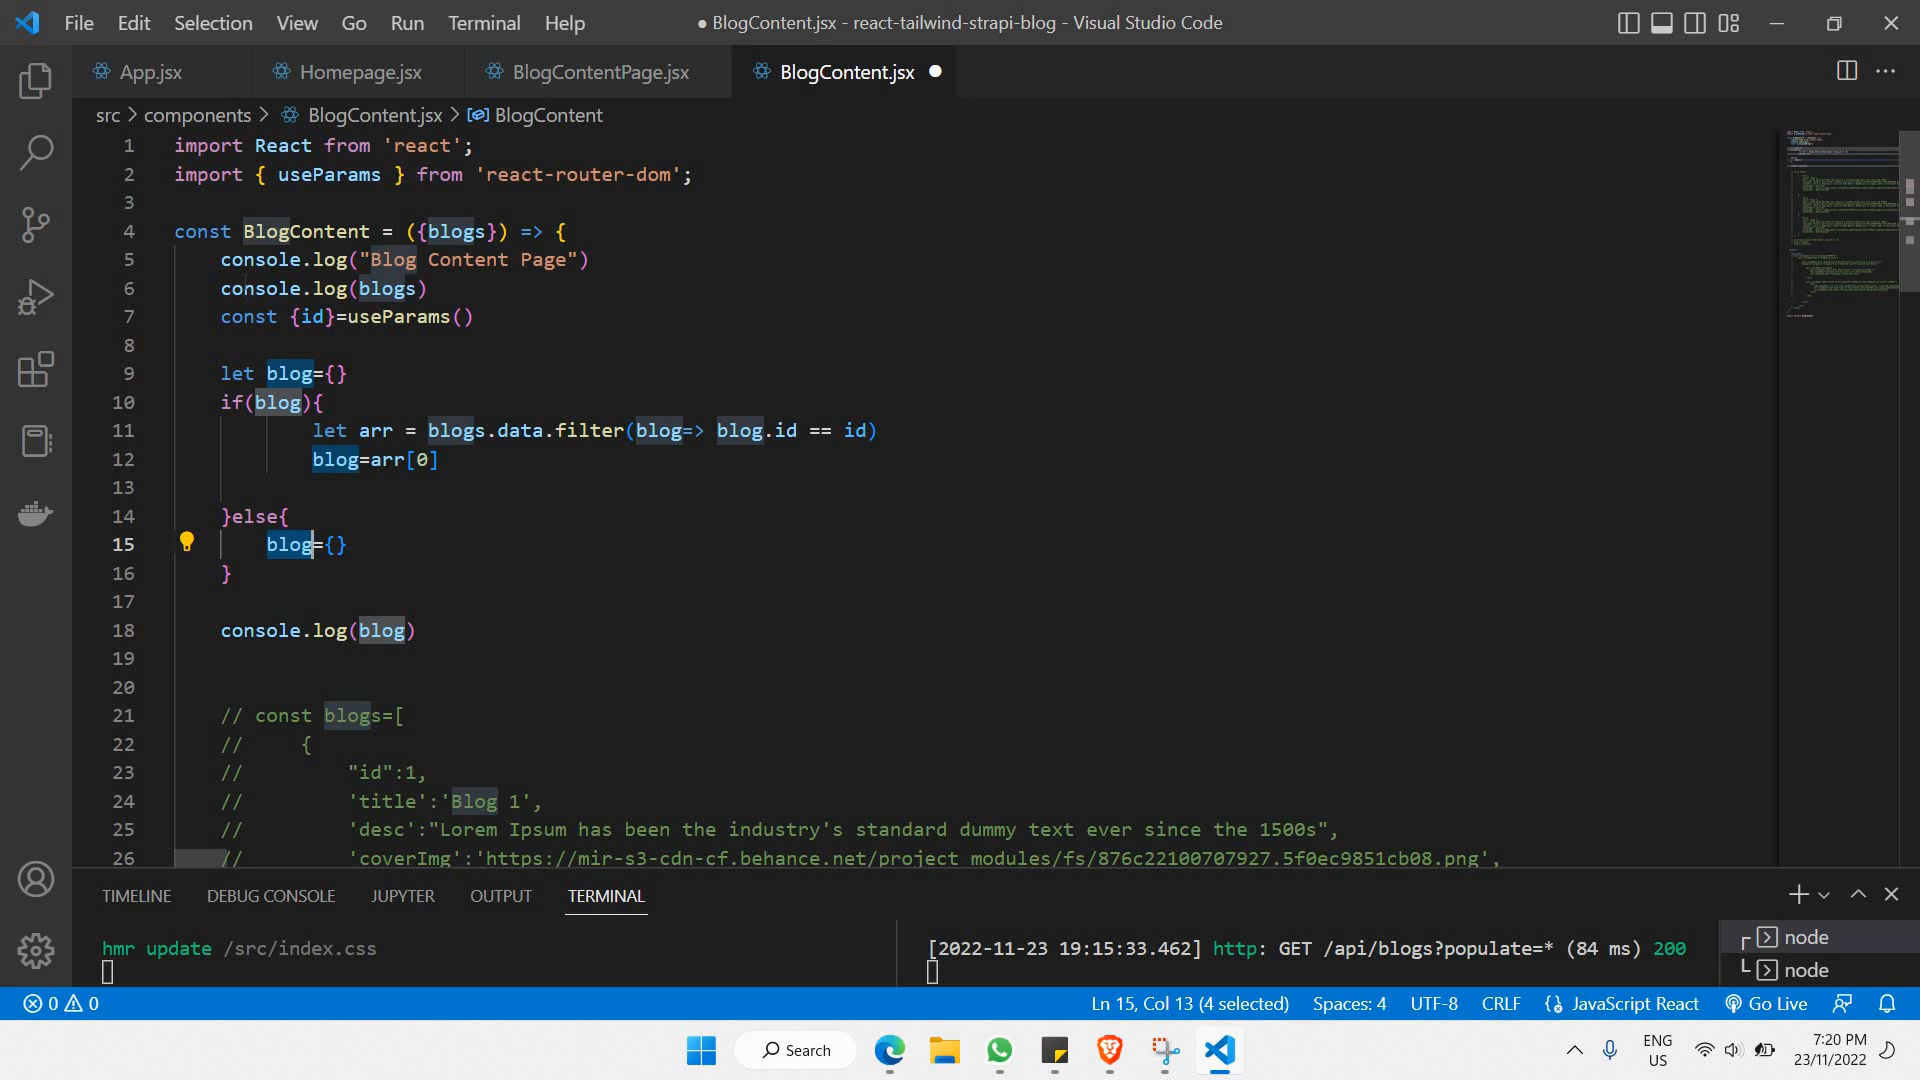 File Edit Selection View Go Run Terminal Help
● BlogContent.jsx - react-tailwind-strapi-blog - Visual Studio Code
App.jsx
Homepage.jsx
BlogContentPage.jsx
BlogContent.jsx ●
src > components > BlogContent.jsx > BlogContent
1 import React from 'react';
2 import { useParams } from 'react-router-dom';
3
4 const BlogContent = ({blogs}) => {
5 console.log("Blog Content Page")
6 console.log(blogs)
7 const {id}=useParams()
8
9 let blog={}
10 if(blog){
11 let arr = blogs.data.filter(blog=> blog.id == id)
12 blog=arr[0]
13
14 }else{
15 blog={}
16 }
17
18 console.log(blog)
19
20
21 // const blogs=[
22 // {
23 // "id":1,
24 // 'title':'Blog 1',
25 // 'desc':"Lorem Ipsum has been the industry's standard dummy text ever since the 1500s",
26 // 'coverImg':'https://mir-s3-cdn-cf.behance.net/project_modules/fs/876c22100707927.5f0ec9851cb08.png',
TIMELINE DEBUG CONSOLE JUPYTER OUTPUT TERMINAL
hmr update /src/index.css
[2022-11-23 19:15:33.462] http: GET /api/blogs?populate=* (84 ms) 200
node
node
0 0
Ln 15, Col 13 (4 selected) Spaces: 4 UTF-8 CRLF JavaScript React Go Live
Search
ENG
US
7:20 PM
23/11/2022